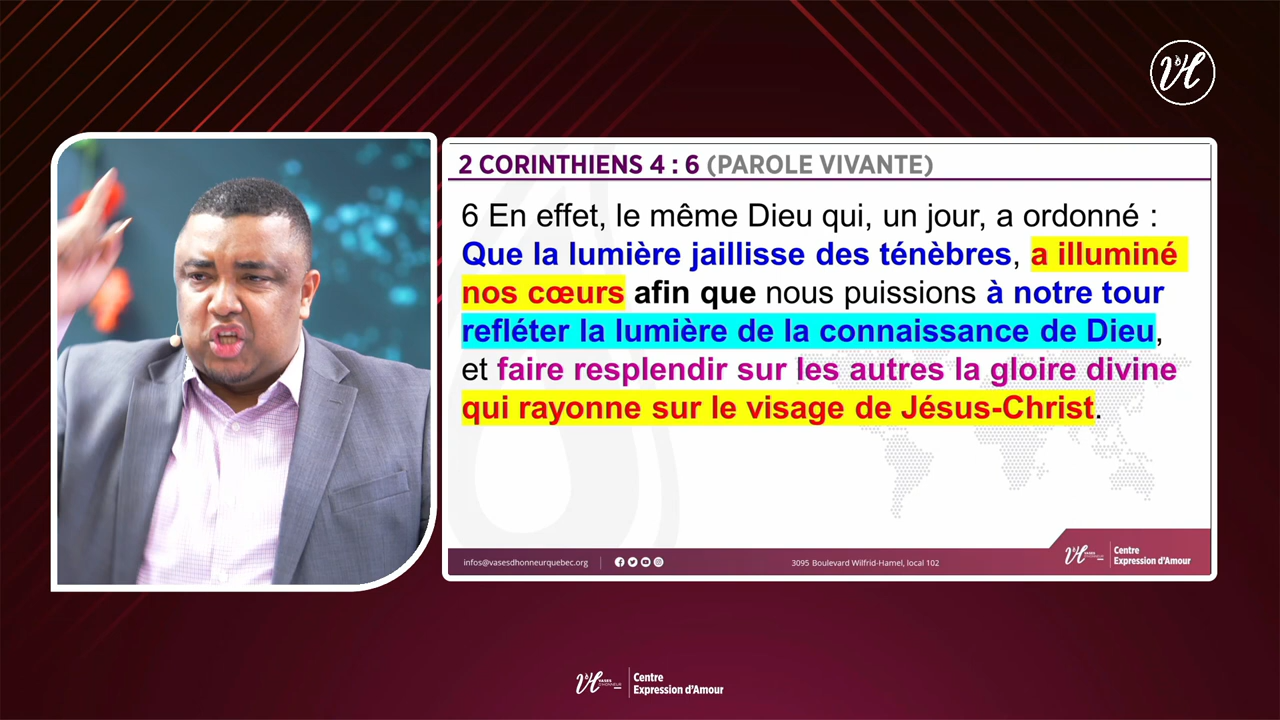 VH
2 CORINTHIENS 4 : 6 (PAROLE VIVANTE)
6 En effet, le même Dieu qui, un jour, a ordonné :
Que la lumière jaillisse des ténèbres, a illuminé
nos cœurs afin que nous puissions à notre tour
refléter la lumière de la connaissance de Dieu,
et faire resplendir sur les autres la gloire divine
qui rayonne sur le visage de Jésus-Christ.
infos@vasesdhonneurquebec.org
3095 Boulevard Wilfrid-Hamel, local 102
VH
Centre
Expression d'Amour
VH
Centre
Expression d'Amour